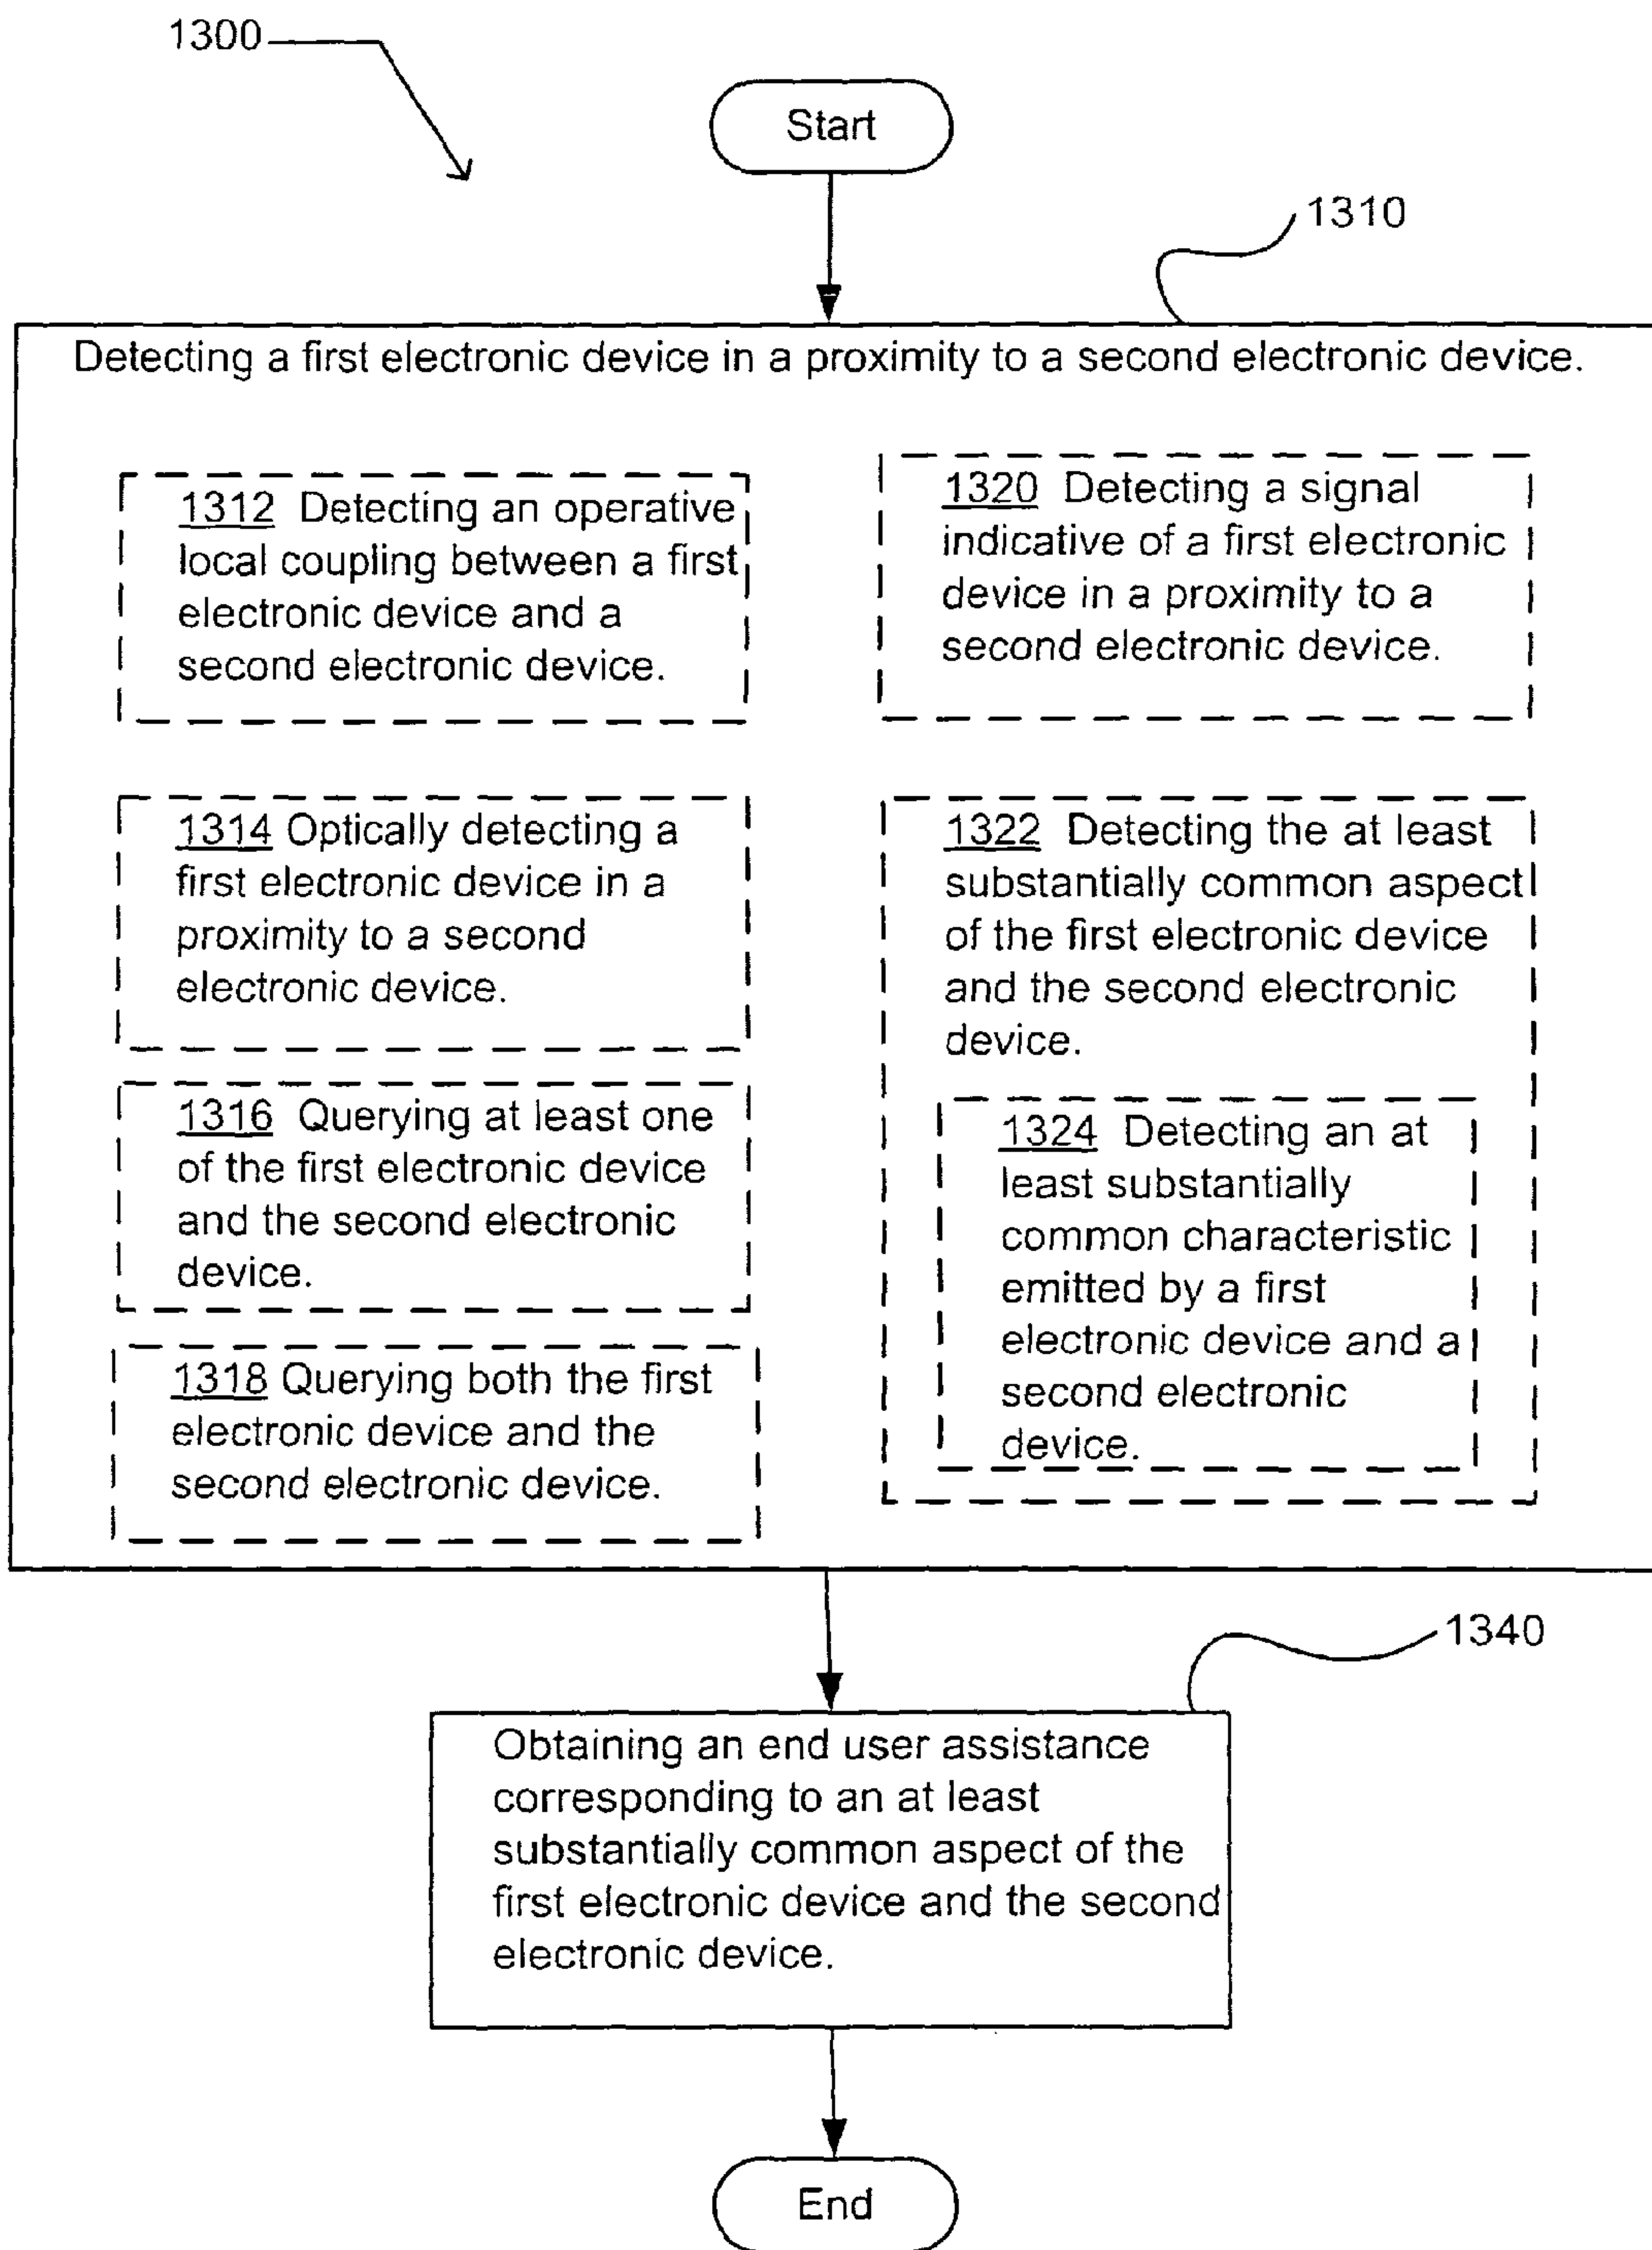 1300
Start
1310
Detecting a first electronic device in a proximity to a second electronic device.
1312 Detecting an operative
local coupling between a first
electronic device and a
second electronic device.
1314 Optically detecting a
first electronic device in a
proximity to a second
electronic device.
1316 Querying at least one
of the first electronic device
and the second electronic
device.
1318 Querying both the first
electronic device and the
second electronic device.
1320 Detecting a signal
indicative of a first electronic
device in a proximity to a
second electronic device.
1322 Detecting the at least
substantially common aspect
of the first electronic device
and the second electronic
device.
1324 Detecting an at
least substantially
common characteristic
emitted by a first
electronic device and a
second electronic
device.
1340
Obtaining an end user assistance
corresponding to an at least
substantially common aspect of the
first electronic device and the second
electronic device.
End